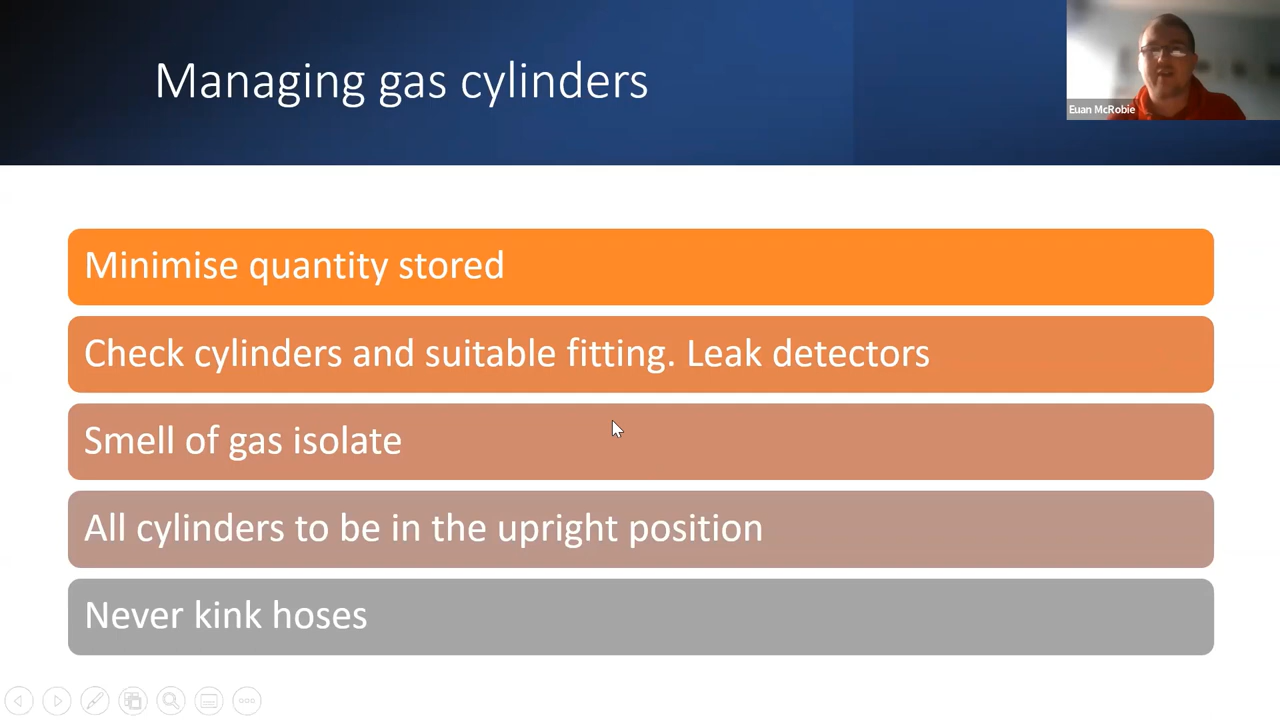 Managing gas cylinders
Euan McRobie
Minimise quantity stored
Check cylinders and suitable fitting. Leak detectors
Smell of gas isolate
All cylinders to be in the upright position
Never kink hoses